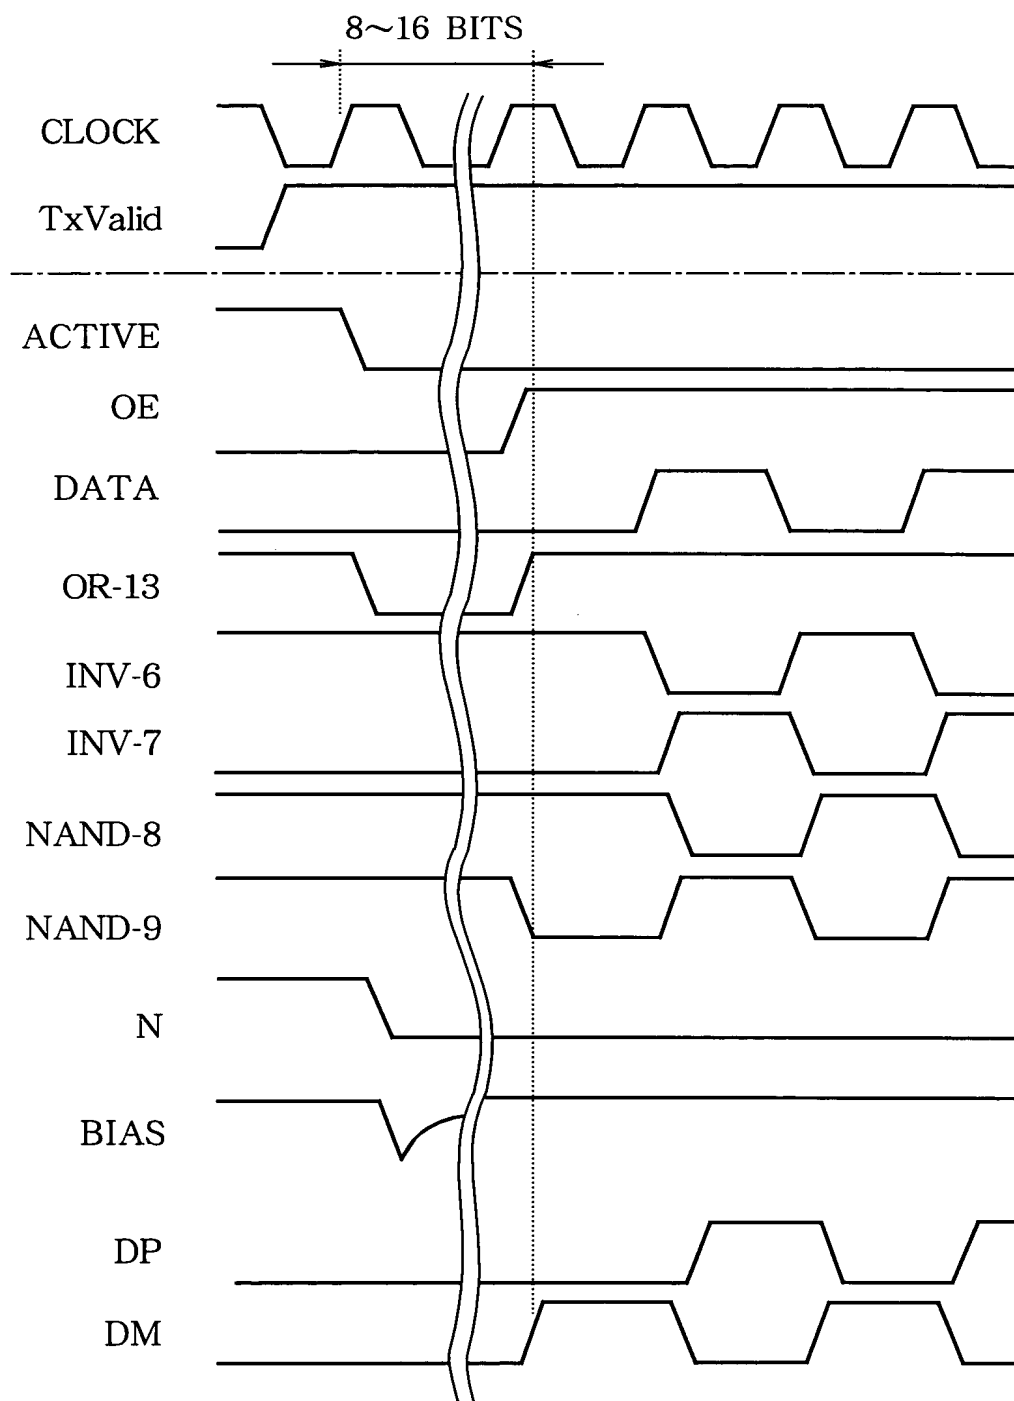 8~16 BITS
CLOCK
TxValid
ACTIVE
OE
DATA
OR-13
INV-6
INV-7
NAND-8
NAND-9
N
BIAS
DP
DM